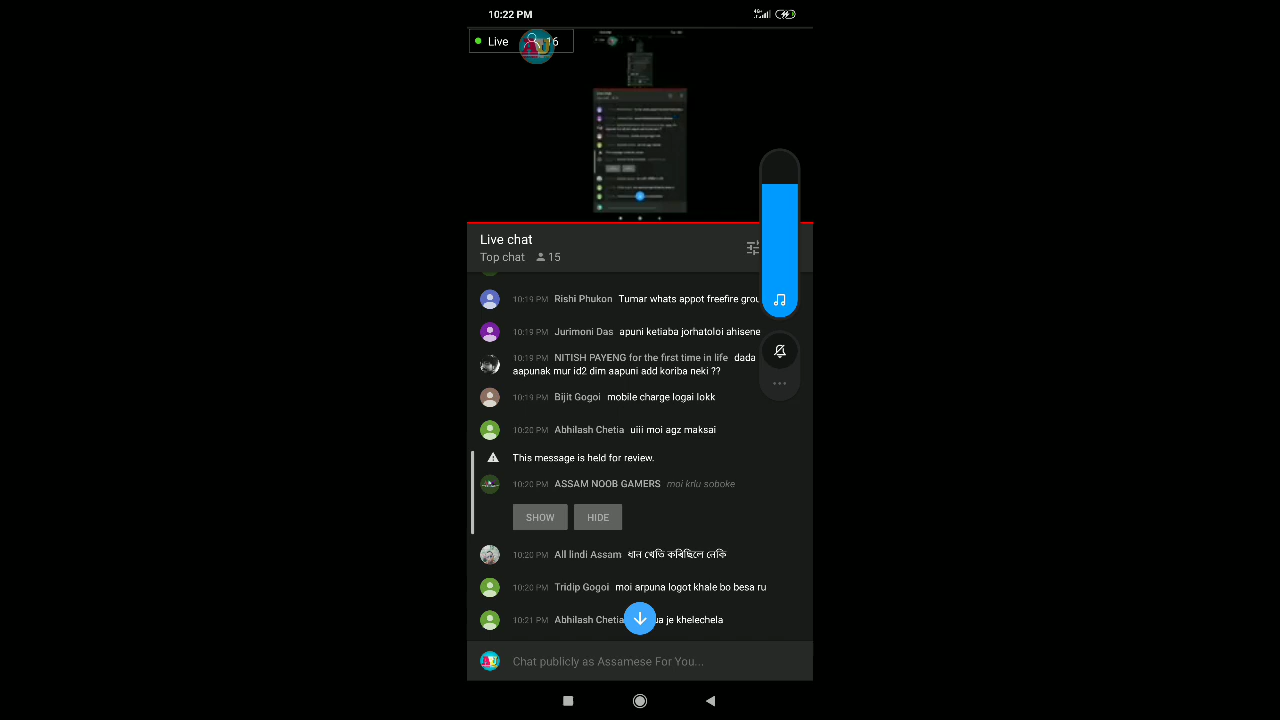 10:22 PM
4G+
Live 16
Live chat
Top chat 15
10:19 PM Rishi Phukon Tumar whats appot freefire grou
10:19 PM Jurimoni Das apuni ketiaba jorhatoloi ahisene
10:19 PM NITISH PAYENG for the first time in life dada
aapunak mur id2 dim aapuni add koriba neki ??
10:19 PM Bijit Gogoi mobile charge logai lokk
10:20 PM Abhilash Chetia uiii moi agz maksai
This message is held for review.
10:20 PM ASSAM NOOB GAMERS moi krlu soboke
SHOW HIDE
10:20 PM All lindi Assam ধান খেতি কৰিছিলে নেকি
10:20 PM Tridip Gogoi moi arpuna logot khale bo besa ru
10:21 PM Abhilash Chetia je khelechela
Chat publicly as Assamese For You...